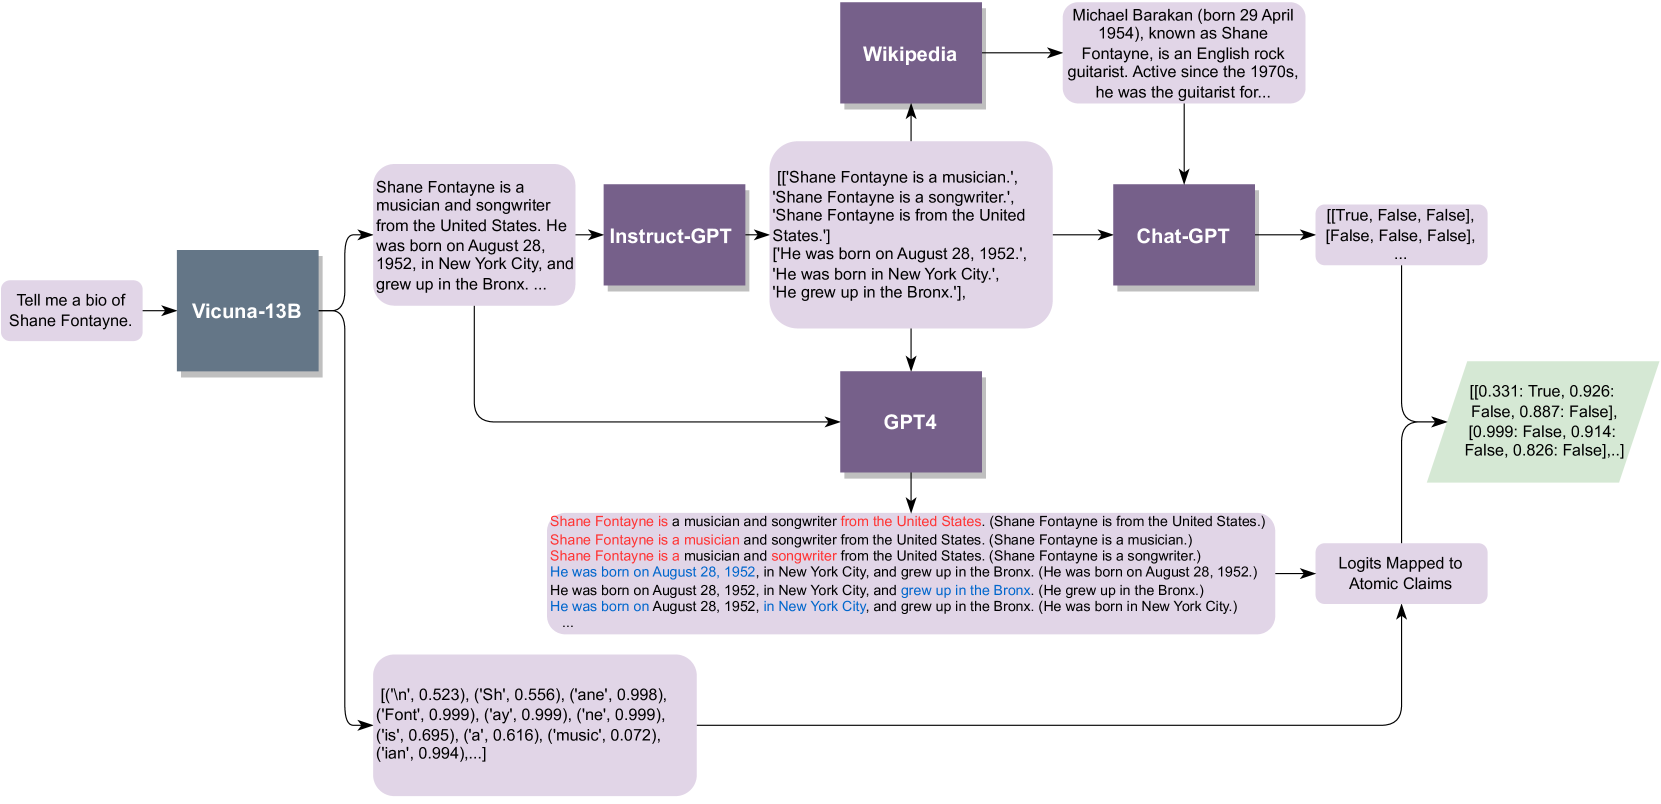 Tell me a bio of
Shane Fontayne.
Vicuna-13B
Shane Fontayne is a
musician and songwriter
from the United States. He
was born on August 28,
1952, in New York City, and
grew up in the Bronx. ...
Instruct-GPT
[['Shane Fontayne is a musician.',
'Shane Fontayne is a songwriter.',
'Shane Fontayne is from the United
States.']
['He was born on August 28, 1952.',
'He was born in New York City.',
'He grew up in the Bronx.'],
Wikipedia
Michael Barakan (born 29 April
1954), known as Shane
Fontayne, is an English rock
guitarist. Active since the 1970s,
he was the guitarist for...
Chat-GPT
[[True, False, False],
[False, False, False],
...
GPT4
Shane Fontayne is a musician and songwriter from the United States. (Shane Fontayne is from the United States.)
Shane Fontayne is a musician and songwriter from the United States. (Shane Fontayne is a musician.)
Shane Fontayne is a musician and songwriter from the United States. (Shane Fontayne is a songwriter.)
He was born on August 28, 1952, in New York City, and grew up in the Bronx. (He was born on August 28, 1952.)
He was born on August 28, 1952, in New York City, and grew up in the Bronx. (He grew up in the Bronx.)
He was born on August 28, 1952, in New York City, and grew up in the Bronx. (He was born in New York City.)
...
[('\n', 0.523), ('Sh', 0.556), ('ane', 0.998),
('Font', 0.999), ('ay', 0.999), ('ne', 0.999),
('is', 0.695), ('a', 0.616), ('music', 0.072),
('ian', 0.994),...]
Logits Mapped to
Atomic Claims
[[0.331: True, 0.926:
False, 0.887: False],
[0.999: False, 0.914:
False, 0.826: False],..]